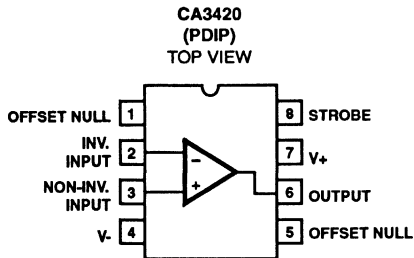 CA3420
(PDIP)
TOP VIEW
OFFSET NULL 1
8 STROBE
INV.
INPUT 2
7 V+
NON-INV.
INPUT 3
6 OUTPUT
V- 4
5 OFFSET NULL
−
+